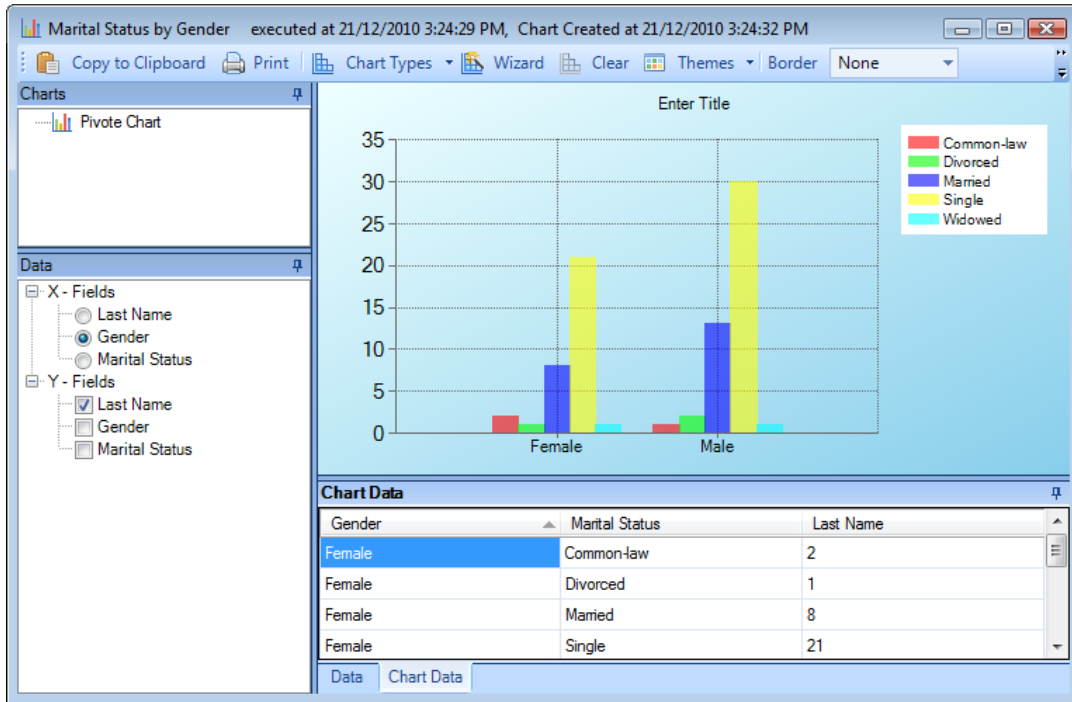 Marital Status by Gender executed at 21/12/2010 3:24:29 PM, Chart Created at 21/12/2010 3:24:32 PM
Copy to Clipboard Print Chart Types Wizard Clear Themes Border None
Charts
Pivote Chart
Data
X - Fields
Last Name
Gender
Marital Status
Y - Fields
Last Name
Gender
Marital Status
Enter Title
35
30
25
20
15
10
5
0
Female Male
Common-law
Divorced
Married
Single
Widowed
Chart Data
Gender Marital Status Last Name
Female Common-law 2
Female Divorced 1
Female Married 8
Female Single 21
Data Chart Data